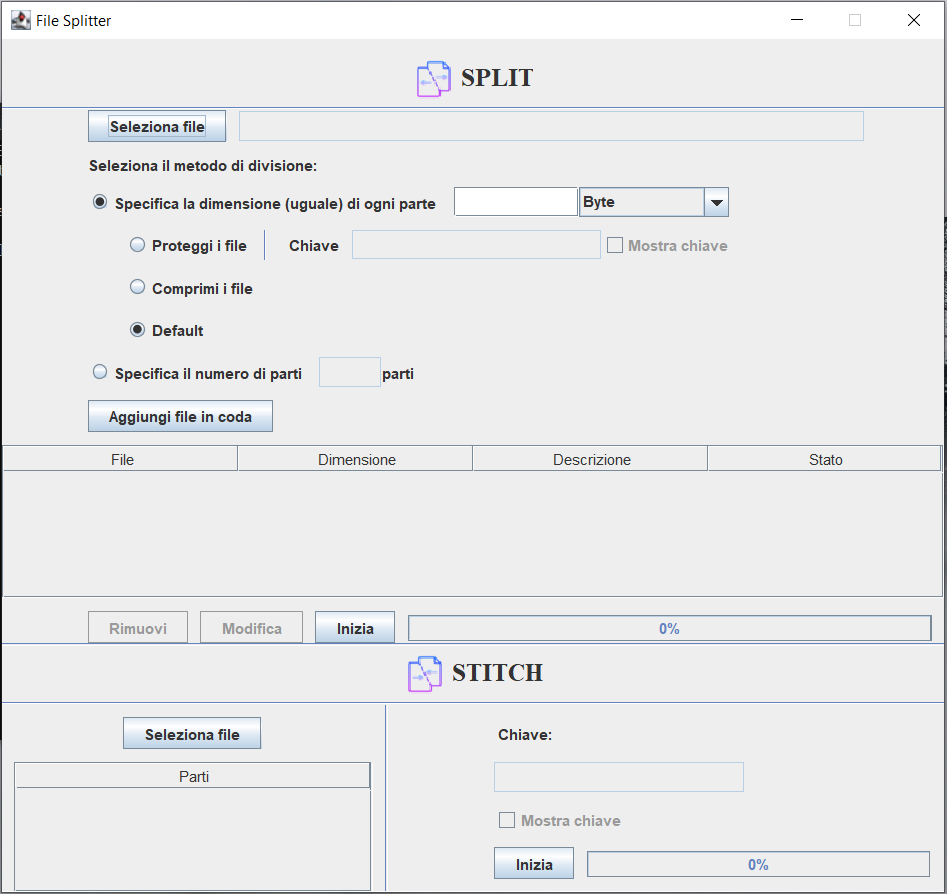 File Splitter
SPLIT
Seleziona file
Seleziona il metodo di divisione:
Specifica la dimensione (uguale) di ogni parte Byte
Proteggi i file Chiave Mostra chiave
Comprimi i file
Default
Specifica il numero di parti parti
Aggiungi file in coda
File Dimensione Descrizione Stato
Rimuovi Modifica Inizia 0%
STITCH
Seleziona file
Parti
Chiave:
Mostra chiave
Inizia 0%